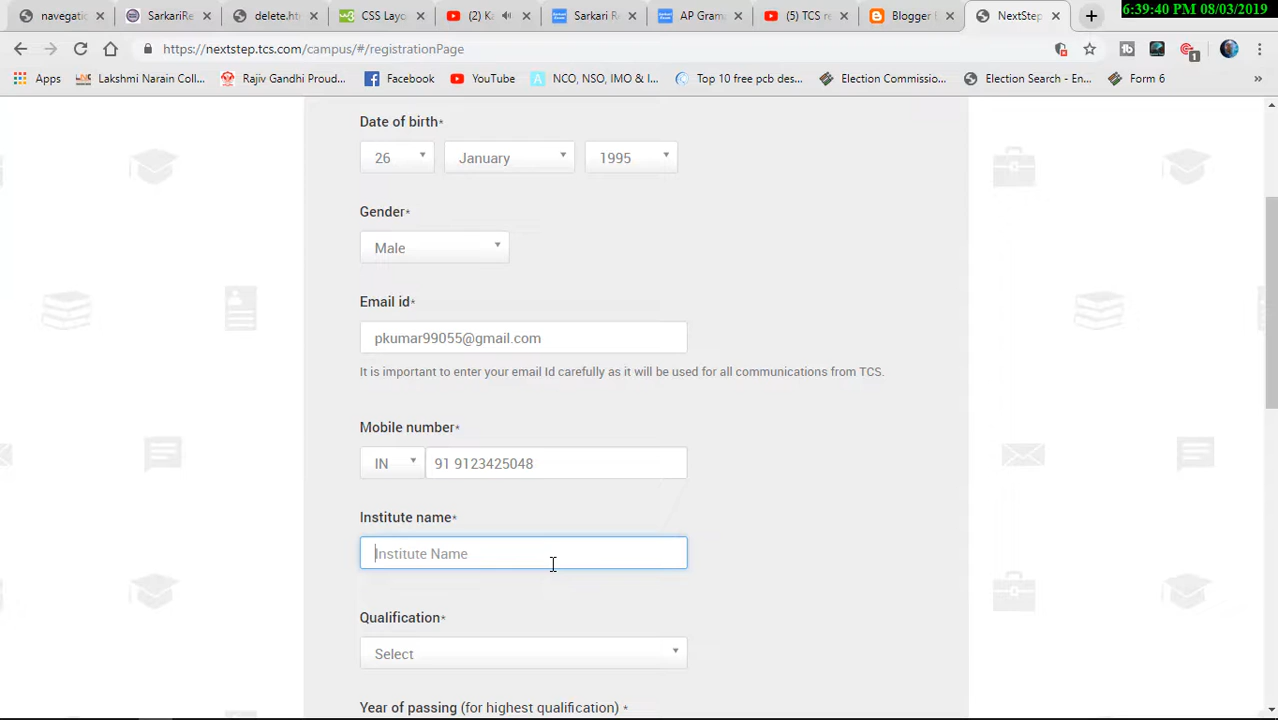 6:39:40 PM 08/03/2019
navegatic
SarkariRe
delete.ht
CSS Layo
(2) Ka
Sarkari R
AP Gram
(5) TCS re
Blogger
NextStep
https://nextstep.tcs.com/campus/#/registrationPage
1
Apps
Lakshmi Narain Coll...
Rajiv Gandhi Proud...
Facebook
YouTube
NCO, NSO, IMO & I...
Top 10 free pcb des...
Election Commissio...
Election Search - En...
Form 6
»
Date of birth*
26 January 1995
Gender*
Male
Email id*
pkumar99055@gmail.com
It is important to enter your email Id carefully as it will be used for all communications from TCS.
Mobile number*
IN 91 9123425048
Institute name*
Institute Name
Qualification*
Select
Year of passing (for highest qualification) *